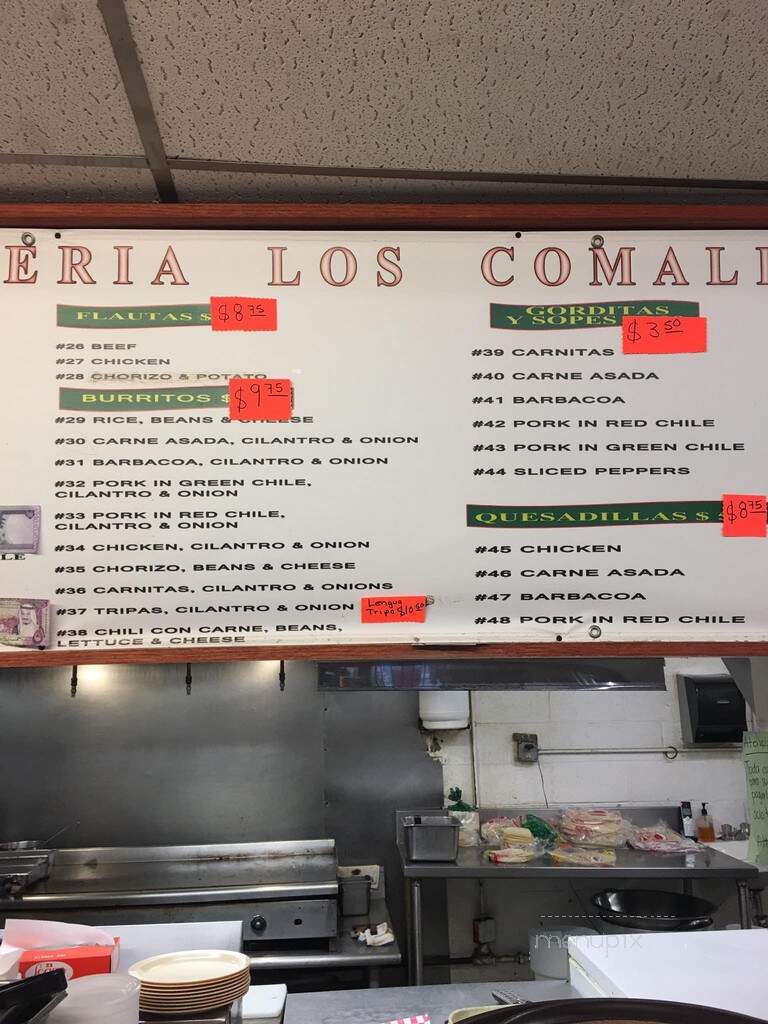 ERIA LOS COMALI
FLAUTAS $ $8 75
#26 BEEF
#27 CHICKEN
#28 CHORIZO & POTATO
BURRITOS $ $9 75
#29 RICE, BEANS & CHEESE
#30 CARNE ASADA, CILANTRO & ONION
#31 BARBACOA, CILANTRO & ONION
#32 PORK IN GREEN CHILE,
CILANTRO & ONION
#33 PORK IN RED CHILE,
CILANTRO & ONION
#34 CHICKEN, CILANTRO & ONION
#35 CHORIZO, BEANS & CHEESE
#36 CARNITAS, CILANTRO & ONIONS
#37 TRIPAS, CILANTRO & ONION
Lengua
Tripa $10.50
#38 CHILI CON CARNE, BEANS,
LETTUCE & CHEESE
GORDITAS
Y SOPES $3 50
#39 CARNITAS
#40 CARNE ASADA
#41 BARBACOA
#42 PORK IN RED CHILE
#43 PORK IN GREEN CHILE
#44 SLICED PEPPERS
QUESADILLAS $ $8 75
#45 CHICKEN
#46 CARNE ASADA
#47 BARBACOA
#48 PORK IN RED CHILE
LE
menupix